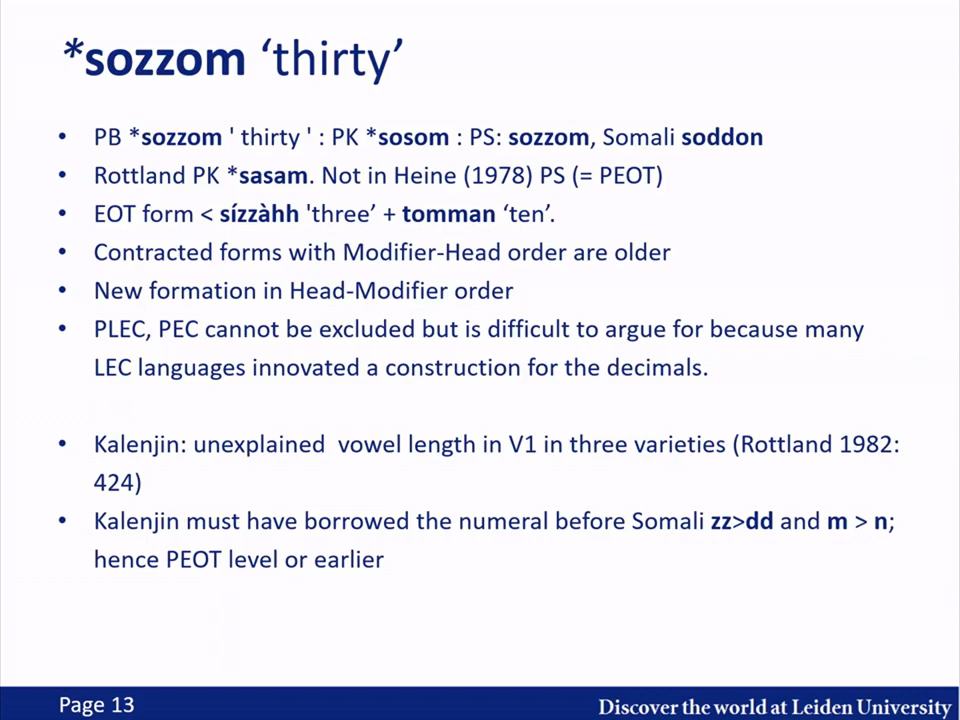 *sozzom ‘thirty’
• PB *sozzom ' thirty ' : PK *sosom : PS: sozzom, Somali soddon
• Rottland PK *sasam. Not in Heine (1978) PS (= PEOT)
• EOT form < sízzàhh 'three’ + tomman ‘ten’.
• Contracted forms with Modifier-Head order are older
• New formation in Head-Modifier order
• PLEC, PEC cannot be excluded but is difficult to argue for because many
LEC languages innovated a construction for the decimals.
• Kalenjin: unexplained  vowel length in V1 in three varieties (Rottland 1982:
424)
• Kalenjin must have borrowed the numeral before Somali zz>dd and m > n;
hence PEOT level or earlier
Page 13
Discover the world at Leiden University